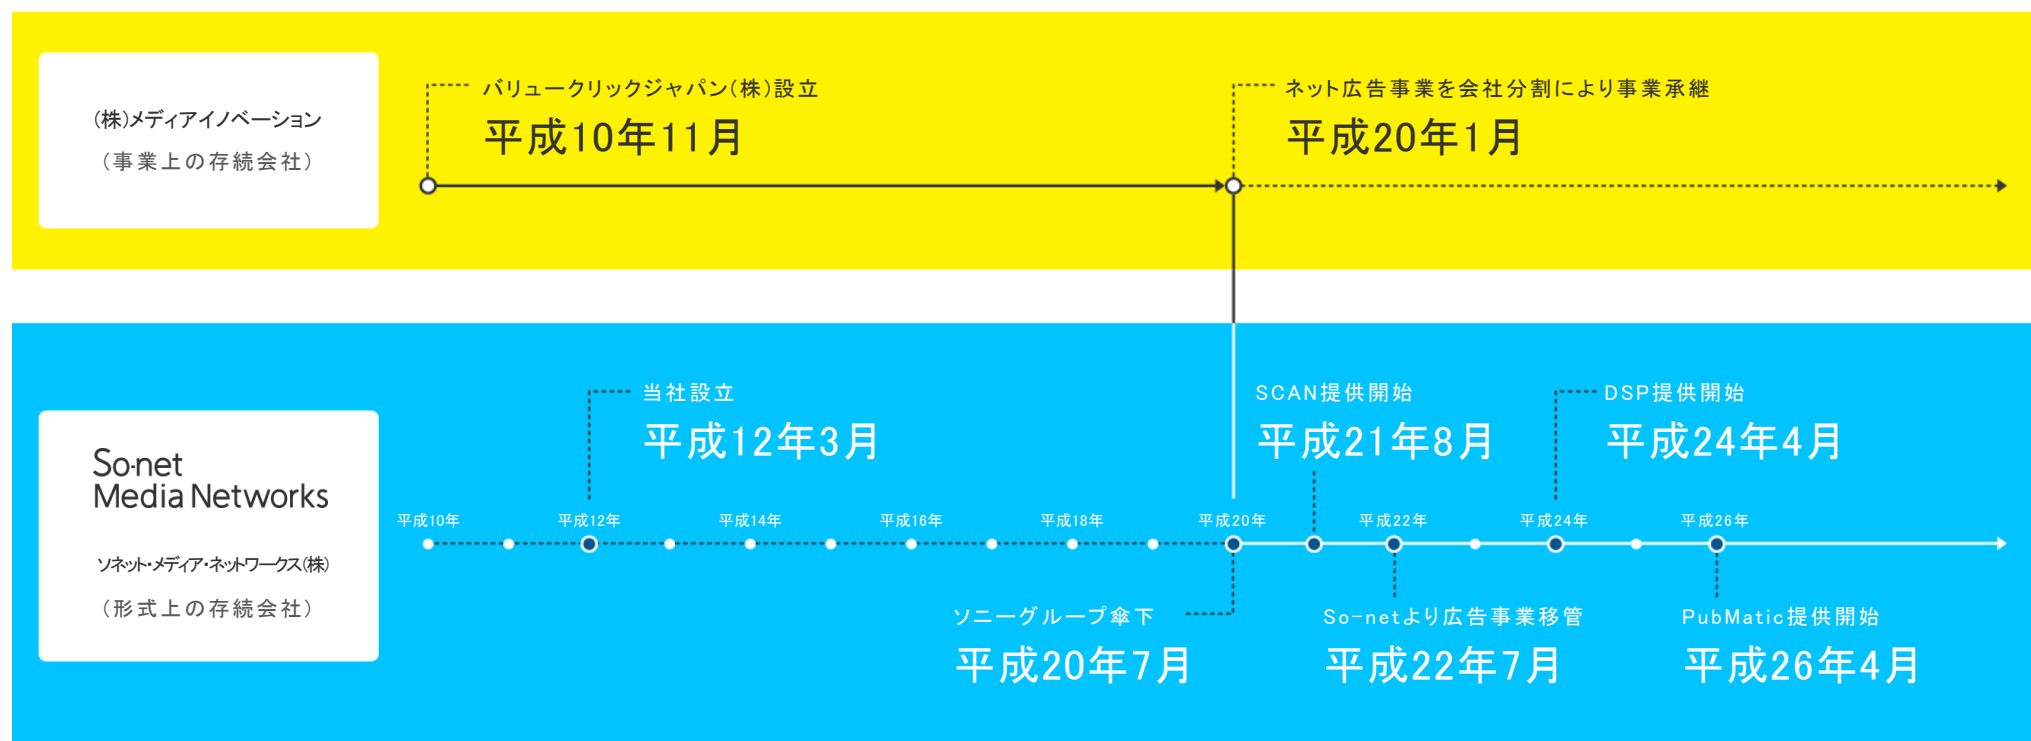 (株)メディアイノベーション
(事業上の存続会社)
バリュークリックジャパン(株)設立
平成10年11月
ネット広告事業を会社分割により事業承継
平成20年1月
So-net
Media Networks
ソネット・メディア・ネットワークス(株)
(形式上の存続会社)
当社設立
平成12年3月
SCAN提供開始
平成21年8月
DSP提供開始
平成24年4月
平成10年
平成12年
平成14年
平成16年
平成18年
平成20年
平成22年
平成24年
平成26年
ソニーグループ傘下
平成20年7月
So-netより広告事業移管
平成22年7月
PubMatic提供開始
平成26年4月